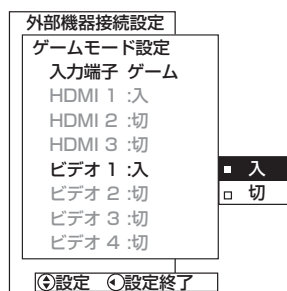 外部機器接続設定
ゲームモード設定
入力端子 ゲーム
HDMI 1 :入
HDMI 2 :切
HDMI 3 :切
ビデオ 1 :入
ビデオ 2 :切
ビデオ 3 :切
ビデオ 4 :切
入
切
設定 設定終了